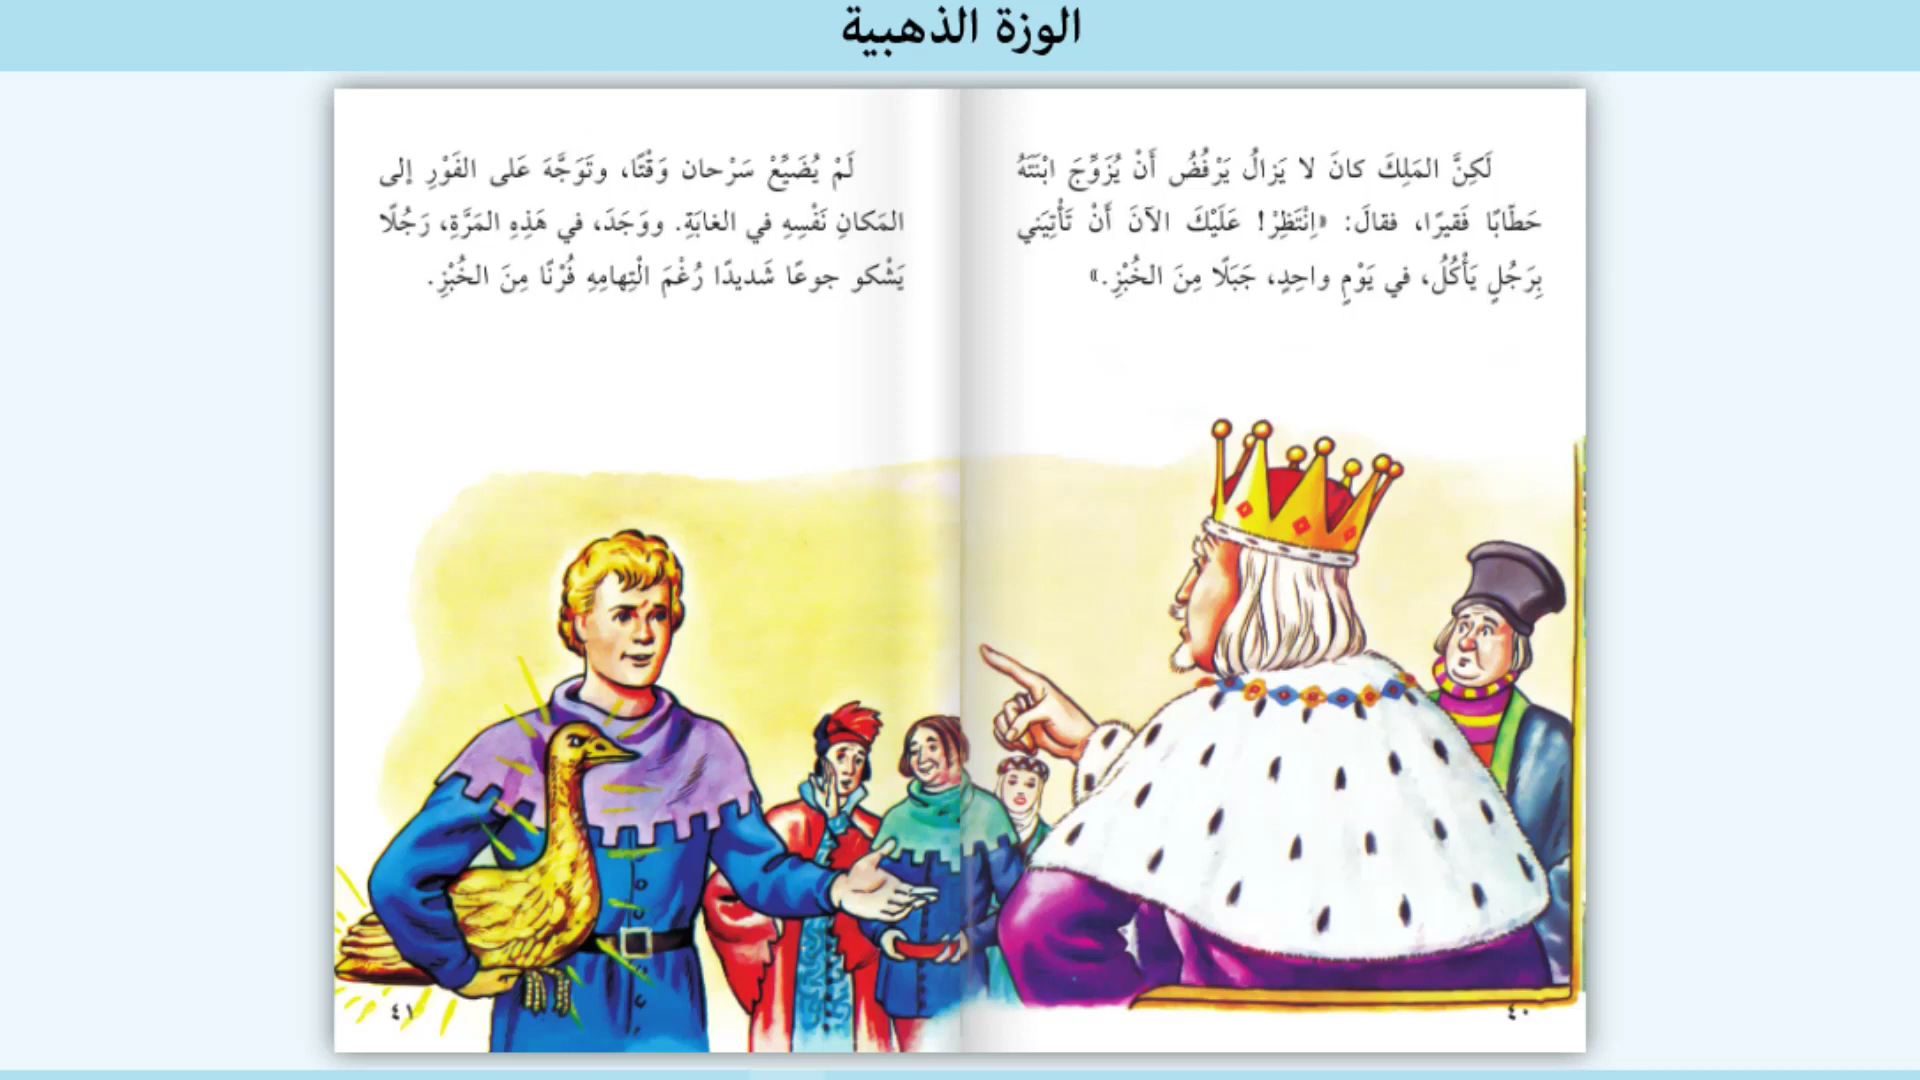 الوزة الذهبية
لَكِنَّ المَلِكَ كانَ لا يَزالُ يَرْفُضُ أَنْ يُزَوِّجَ ابْنَتَهُ
حَطّابًا فَقيرًا، فقالَ: «اِنْتَظِرْ! عَلَيْكَ الآنَ أَنْ تَأْتِيَني
بِرَجُلٍ يَأْكُلُ، في يَوْمٍ واحِدٍ، جَبَلًا مِنَ الخُبْزِ.»
٤٠
لَمْ يُضَيِّعْ سَرْحان وَقْتًا، وتَوَجَّهَ عَلى الفَوْرِ إلى
المَكانِ نَفْسِهِ في الغابَةِ. ووَجَدَ، في هَذِهِ المَرَّةِ، رَجُلًا
يَشْكو جوعًا شَديدًا رُغْمَ الْتِهامِهِ فُرْنًا مِنَ الخُبْزِ.
٤١